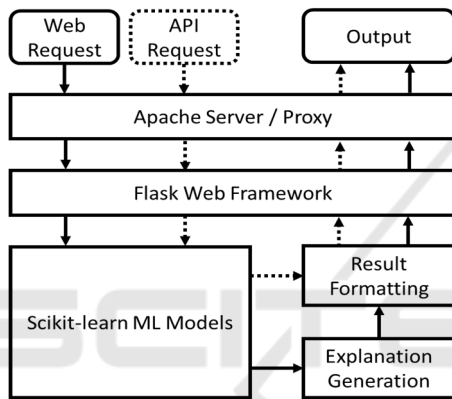 Web
Request
API
Request
Output
Apache Server / Proxy
Flask Web Framework
Scikit-learn ML Models
Result
Formatting
Explanation
Generation